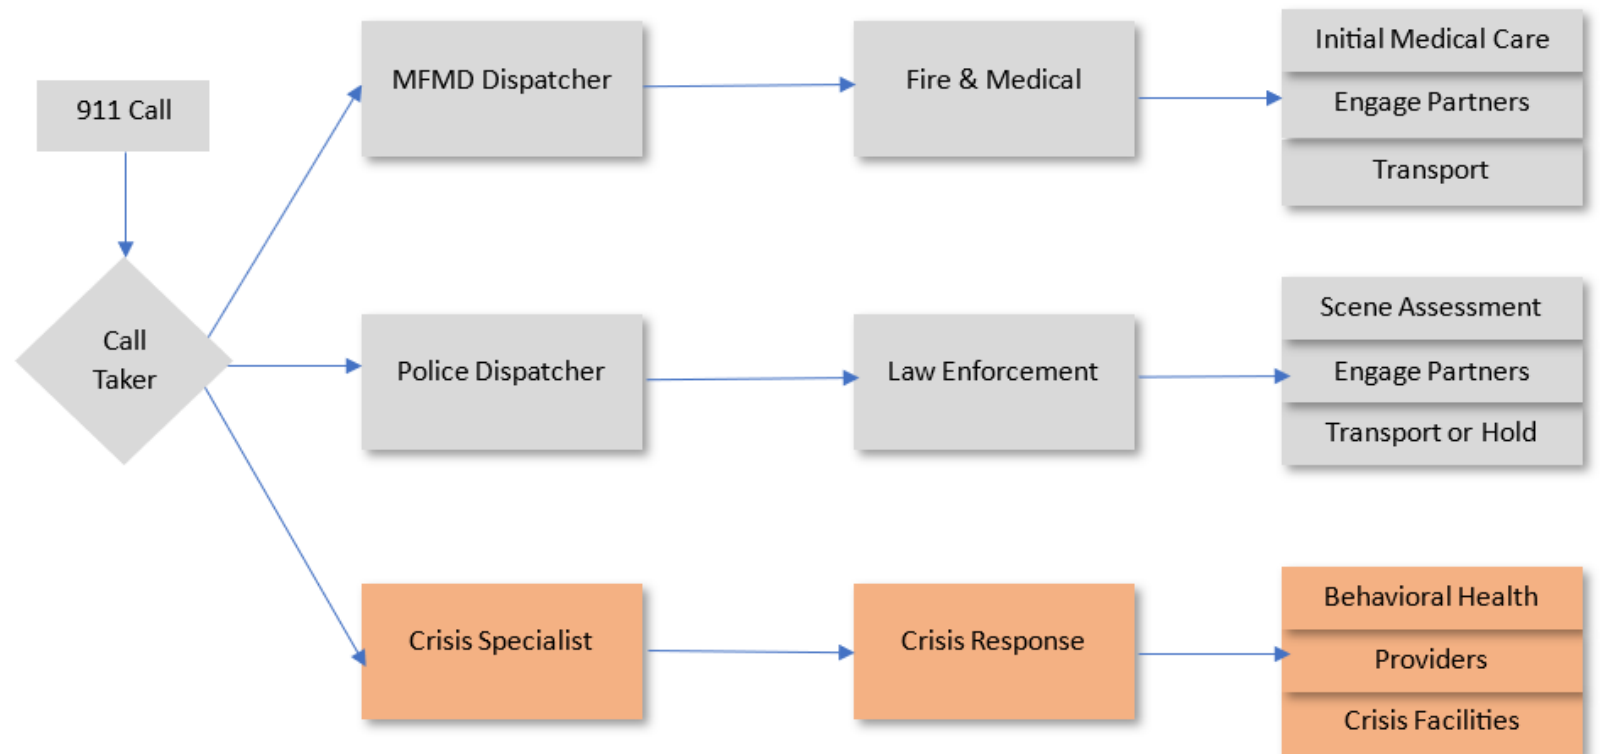 911 Call
Call
Taker
MFMD Dispatcher
Fire & Medical
Initial Medical Care
Engage Partners
Transport
Police Dispatcher
Law Enforcement
Scene Assessment
Engage Partners
Transport or Hold
Crisis Specialist
Crisis Response
Behavioral Health
Providers
Crisis Facilities